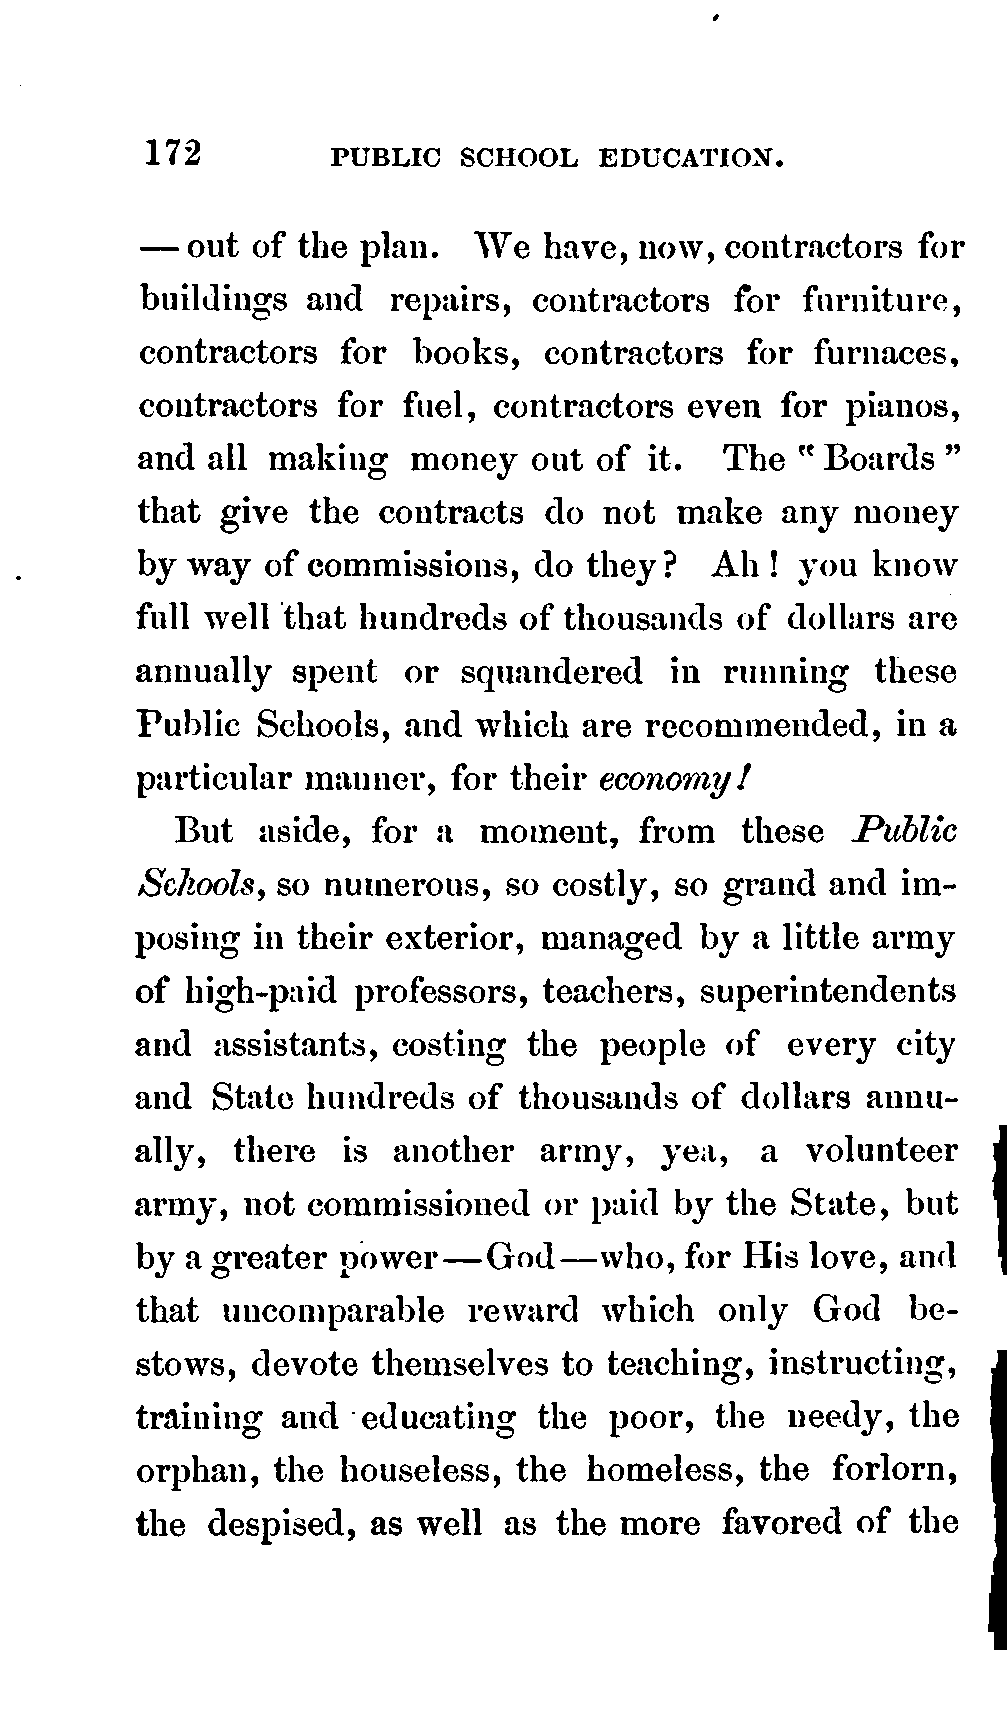 172 PUBLIC SCHOOL EDUCATION.
— out of the plan. We have, now, contractors for
buildings and repairs, contractors for furniture,
contractors for books, contractors for furnaces,
contractors for fuel, contractors even for pianos,
and all making money out of it. The " Boards "
that give the contracts do not make any money
by way of commissions, do they? Ah! you know
full well that hundreds of thousands of dollars are
annually spent or squandered in running these
Public Schools, and which are recommended, in a
particular manner, for their economy!
But aside, for a moment, from these Public
Schools, so numerous, so costly, so grand and im-
posing in their exterior, managed by a little army
of high-paid professors, teachers, superintendents
and assistants, costing the people of every city
and State hundreds of thousands of dollars annu-
ally, there is another army, yea, a volunteer
army, not commissioned or paid by the State, but
by a greater power—God—who, for His love, and
that uncomparable reward which only God be-
stows, devote themselves to teaching, instructing,
training and educating the poor, the needy, the
orphan, the houseless, the homeless, the forlorn,
the despised, as well as the more favored of the